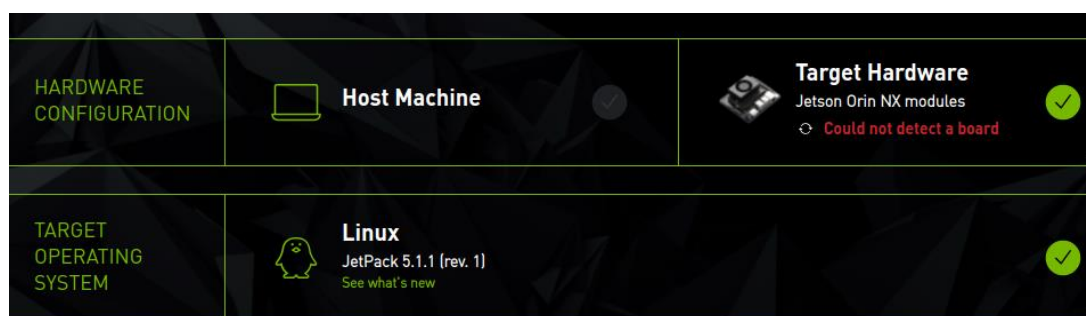 HARDWARE
CONFIGURATION
Host Machine
Target Hardware
Jetson Orin NX modules
Could not detect a board
TARGET
OPERATING
SYSTEM
Linux
JetPack 5.1.1 (rev. 1)
See what's new